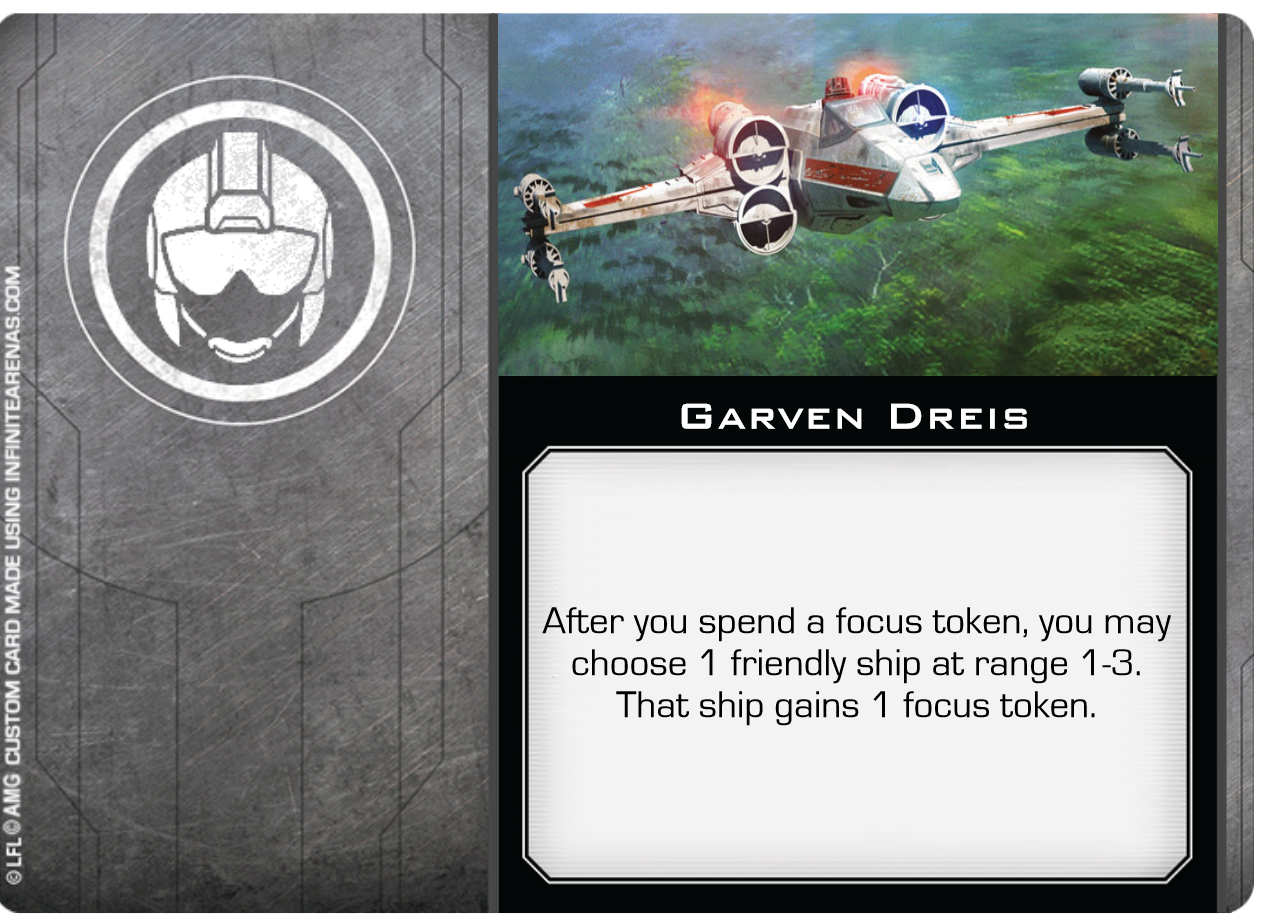 Garven Dreis
After you spend a focus token, you may
choose 1 friendly ship at range 1-3.
That ship gains 1 focus token.
©LFL ©AMG CUSTOM CARD MADE USING INFINITEARENAS.COM